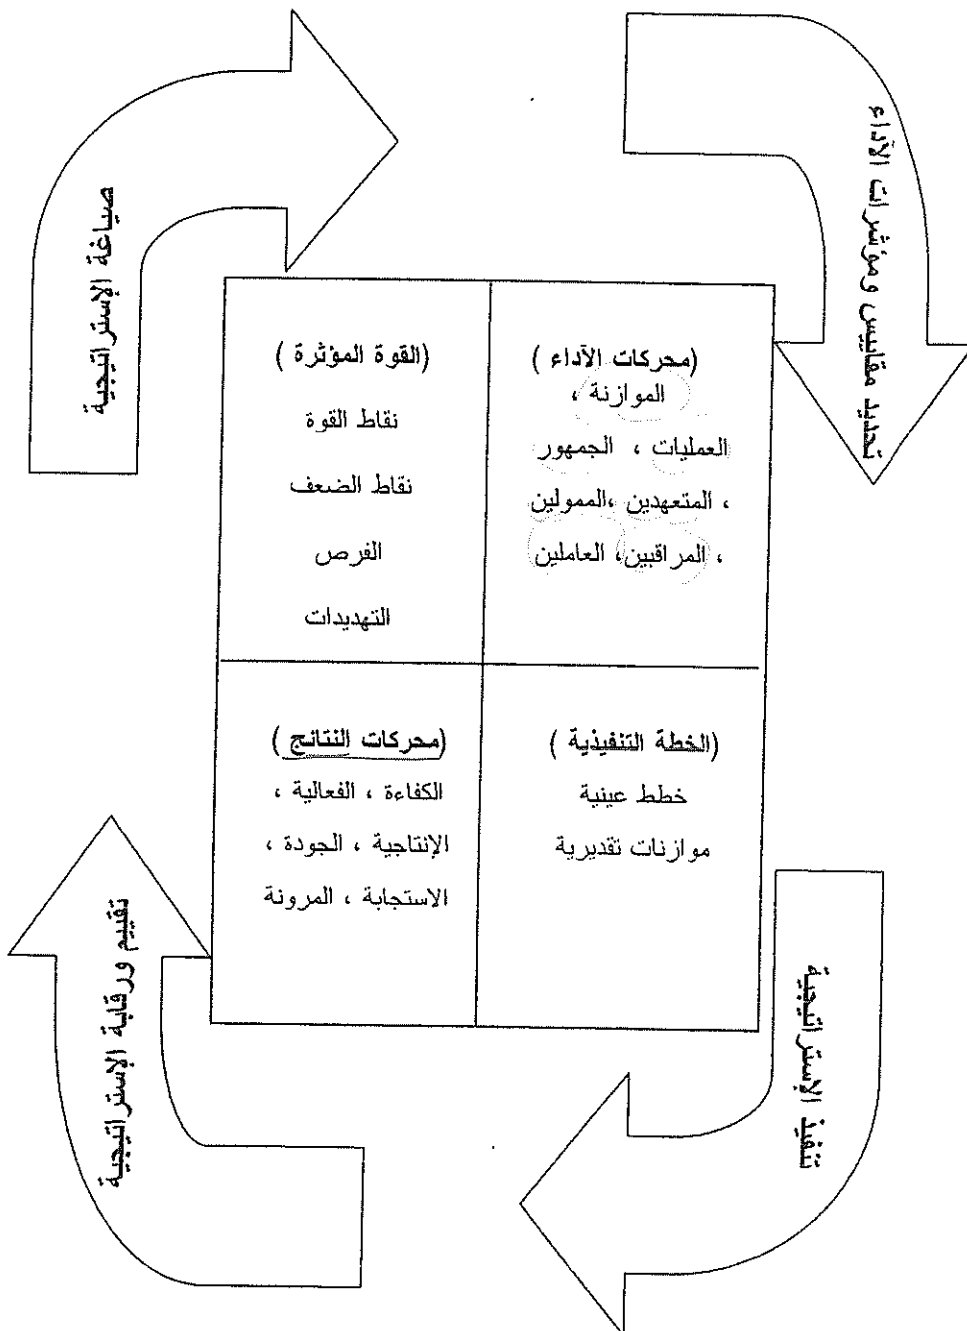 صياغة الإستراتيجية
تحديد مقاييس ومؤشرات الآداء
(القوة المؤثرة )
نقاط القوة
نقاط الضعف
الفرص
التهديدات
(محركات الآداء )
الموازنة ،
العمليات ، الجمهور
، المتعهدين ،الممولين
، المراقبين، العاملين
(محركات النتائج )
الكفاءة ، الفعالية ،
الإنتاجية ، الجودة ،
الاستجابة ، المرونة
(الخطة التنفيذية )
خطط عينية
موازنات تقديرية
تنفيذ الإستراتيجية
تقييم ورقابة الإستراتيجية